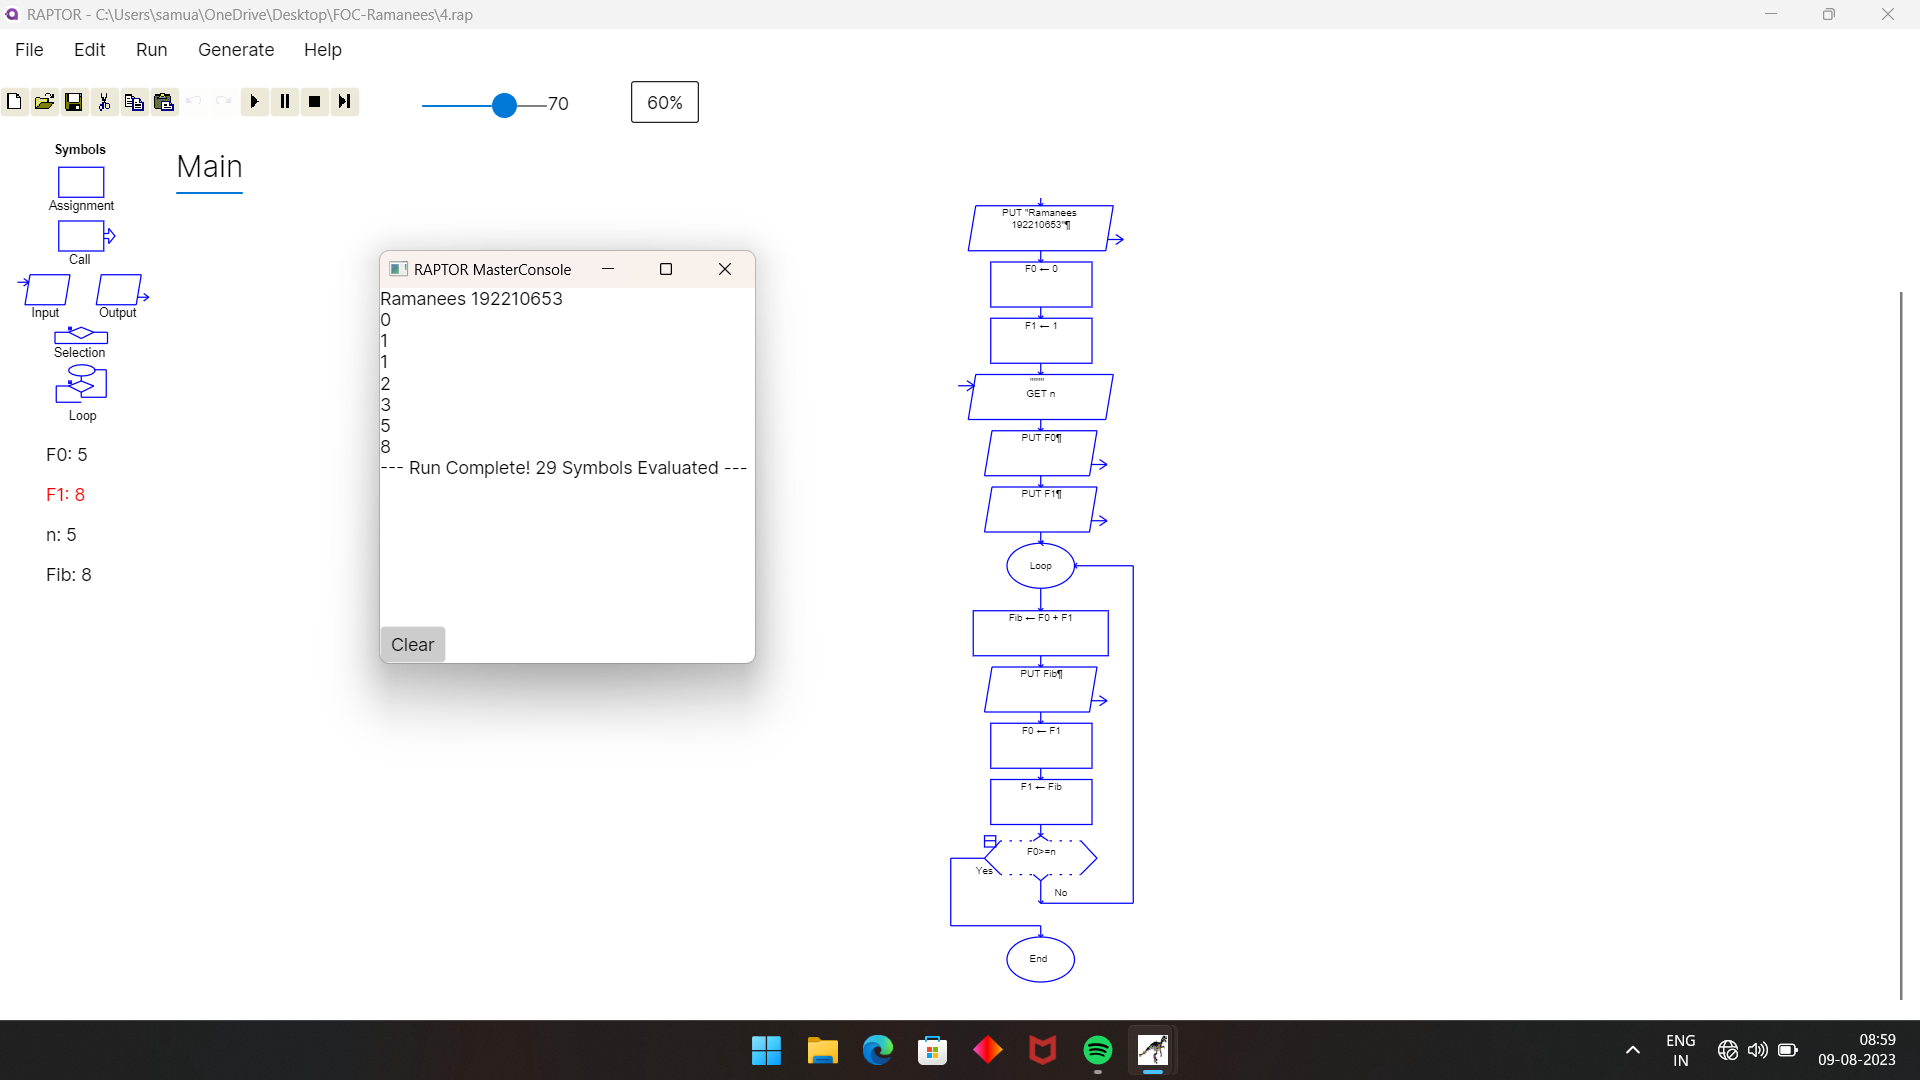 RAPTOR - C:\Users\samua\OneDrive\Desktop\FOC-Ramanees\4.rap
File Edit Run Generate Help
70
60%
Symbols
Assignment
Call
Input Output
Selection
Loop
F0: 5
F1: 8
n: 5
Fib: 8
Main
RAPTOR MasterConsole
Ramanees 192210653
0
1
1
2
3
5
8
--- Run Complete! 29 Symbols Evaluated ---
Clear
PUT "Ramanees
192210653"¶
F0 ← 0
F1 ← 1
""""
GET n
PUT F0¶
PUT F1¶
Loop
Fib ← F0 + F1
PUT Fib¶
F0 ← F1
F1 ← Fib
F0>=n
Yes
No
End
ENG
IN
08:59
09-08-2023